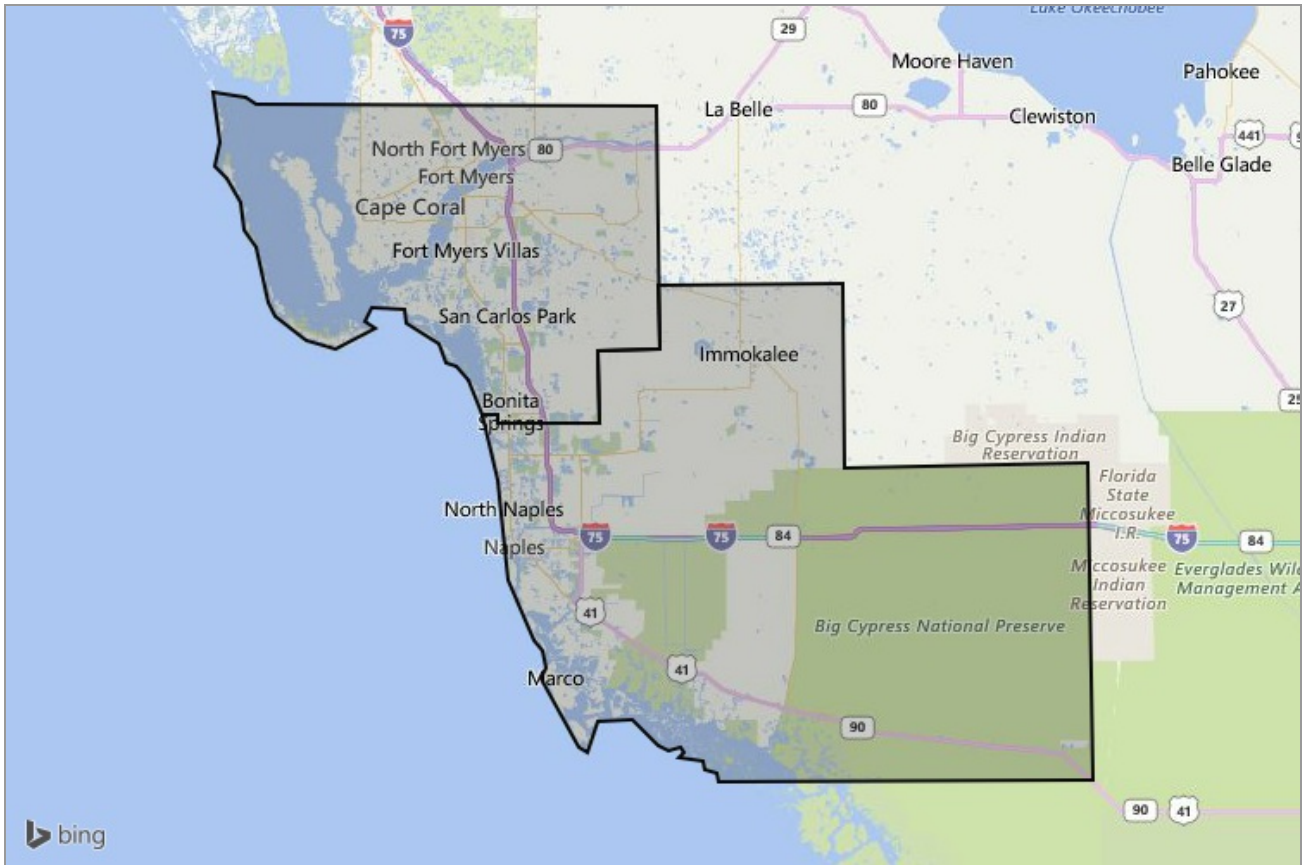 Lake Okeechobee
75
29
Moore Haven
Pahokee
La Belle
80
Clewiston
441
North Fort Myers
80
Belle Glade
Fort Myers
Cape Coral
Fort Myers Villas
27
San Carlos Park
Immokalee
Bonita
Springs
Big Cypress Indian
Reservation
Florida
State
Miccosukee
I.R.
North Naples
75
75
84
75
84
Naples
Miccosukee
Indian
Reservation
Everglades
Management
41
Big Cypress National Preserve
41
Marco
90
90
41
bing